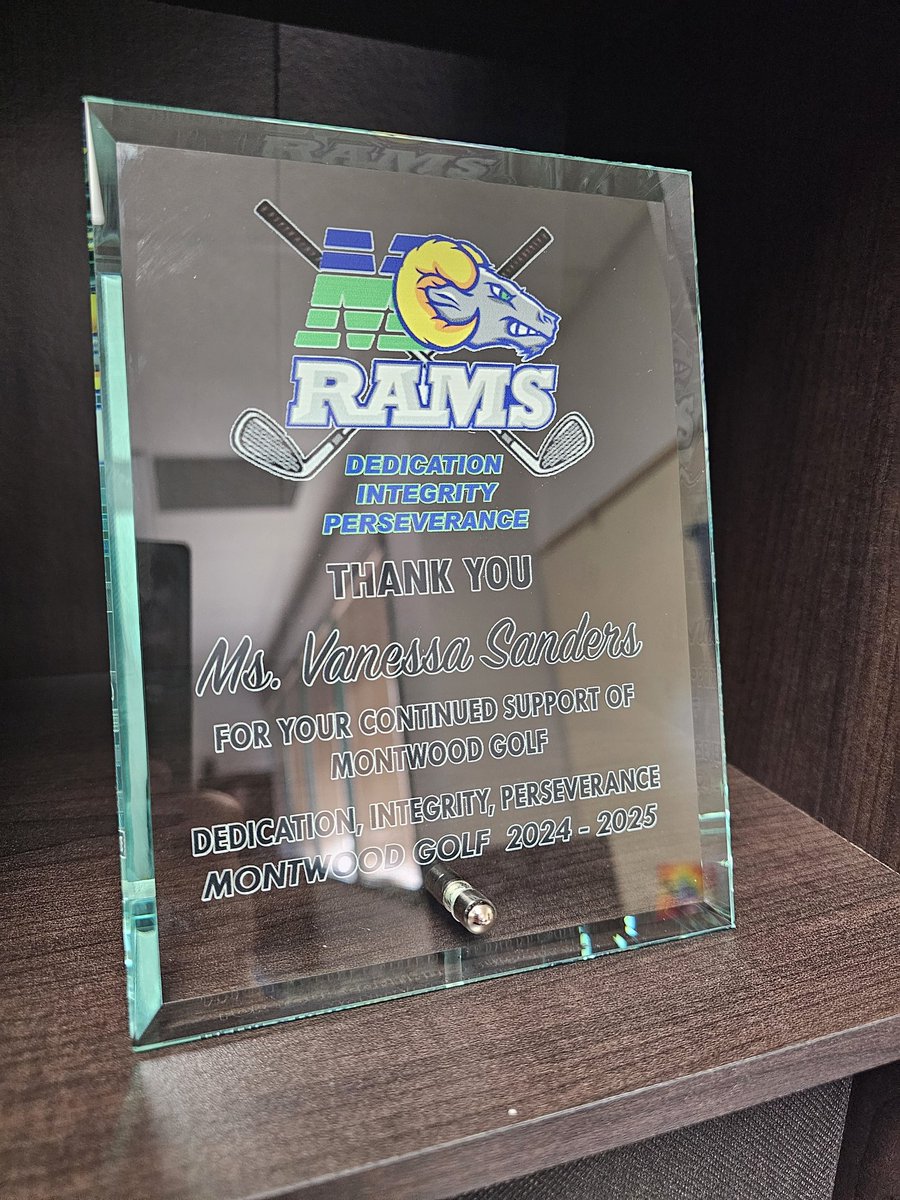 M
RAMS
DEDICATION
INTEGRITY
PERSEVERANCE
THANK YOU
Ms. Vanessa Sanders
FOR YOUR CONTINUED SUPPORT OF
MONTWOOD GOLF
DEDICATION, INTEGRITY, PERSEVERANCE
MONTWOOD GOLF 2024 - 2025